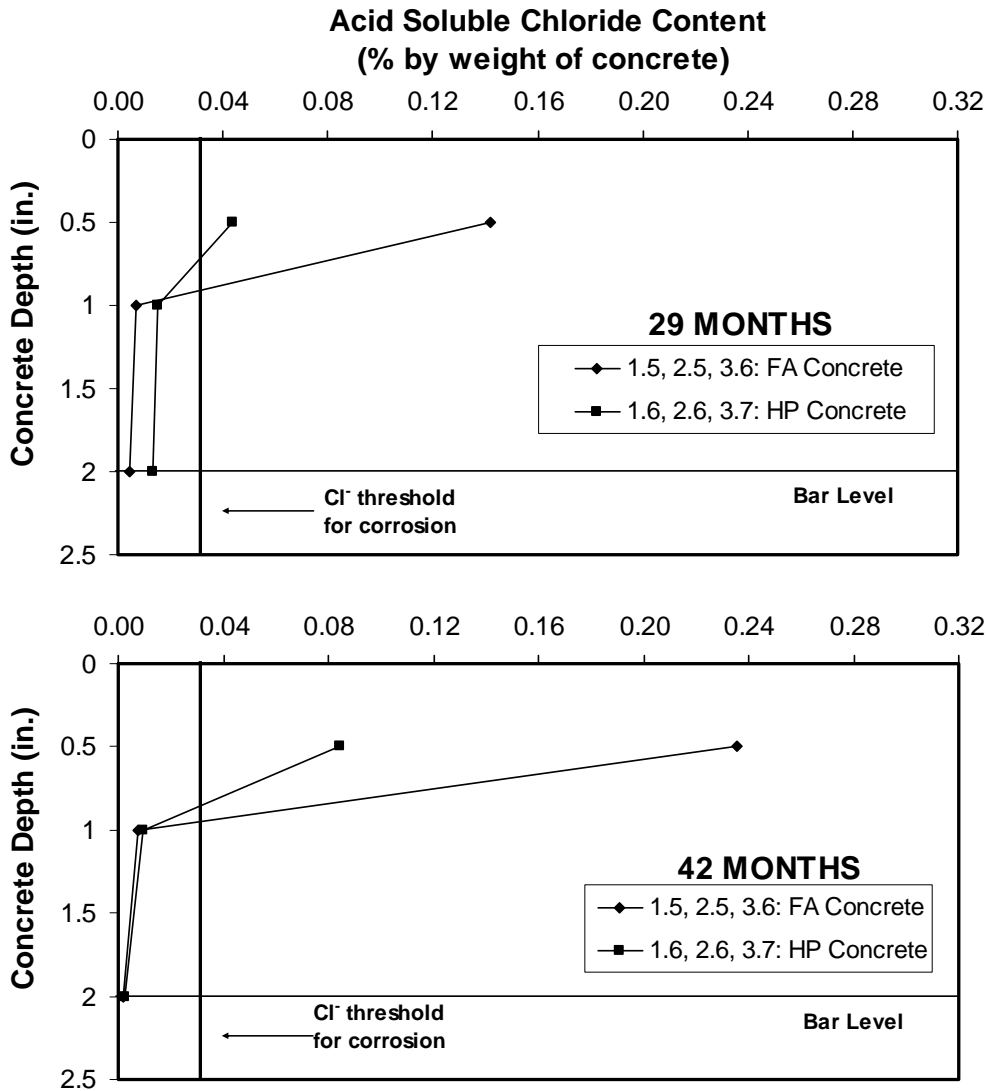 Acid Soluble Chloride Content
(% by weight of concrete)
0.00 0.04 0.08 0.12 0.16 0.20 0.24 0.28 0.32
Concrete Depth (in.)
0
0.5
1
1.5
2
2.5
29 MONTHS
1.5, 2.5, 3.6: FA Concrete
1.6, 2.6, 3.7: HP Concrete
Cl⁻ threshold
for corrosion
Bar Level
0.00 0.04 0.08 0.12 0.16 0.20 0.24 0.28 0.32
Concrete Depth (in.)
0
0.5
1
1.5
2
2.5
42 MONTHS
1.5, 2.5, 3.6: FA Concrete
1.6, 2.6, 3.7: HP Concrete
Cl⁻ threshold
for corrosion
Bar Level